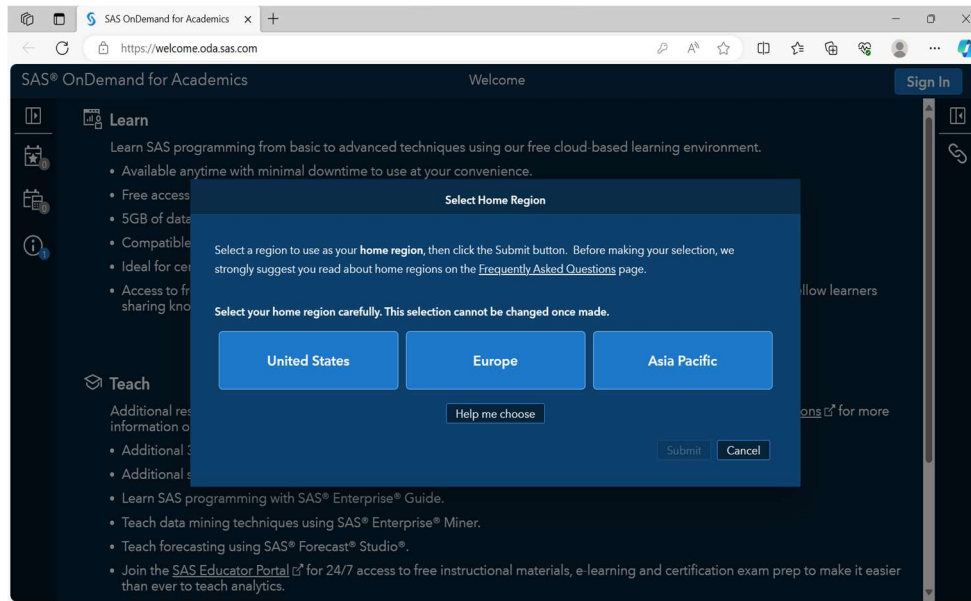 SAS OnDemand for Academics
https://welcome.oda.sas.com
SAS® OnDemand for Academics
Welcome
Sign In
Learn
Learn SAS programming from basic to advanced techniques using our free cloud-based learning environment.
• Available anytime with minimal downtime to use at your convenience.
• Free access
• 5GB of data
• Compatible
• Ideal for cer
• Access to fr
llow learners
sharing kno
0
0
1
Select Home Region
Select a region to use as your home region, then click the Submit button. Before making your selection, we
strongly suggest you read about home regions on the Frequently Asked Questions page.
Select your home region carefully. This selection cannot be changed once made.
United States
Europe
Asia Pacific
Help me choose
Submit
Cancel
Teach
Additional res
ons for more
information o
• Additional 3
• Additional s
• Learn SAS programming with SAS® Enterprise® Guide.
• Teach data mining techniques using SAS® Enterprise® Miner.
• Teach forecasting using SAS® Forecast® Studio®.
• Join the SAS Educator Portal for 24/7 access to free instructional materials, e-learning and certification exam prep to make it easier
than ever to teach analytics.